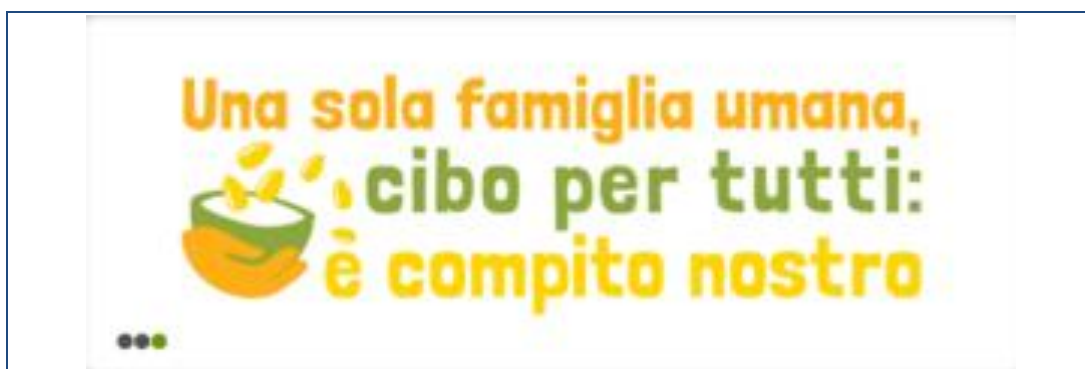 Una sola famiglia umana,
cibo per tutti:
è compito nostro